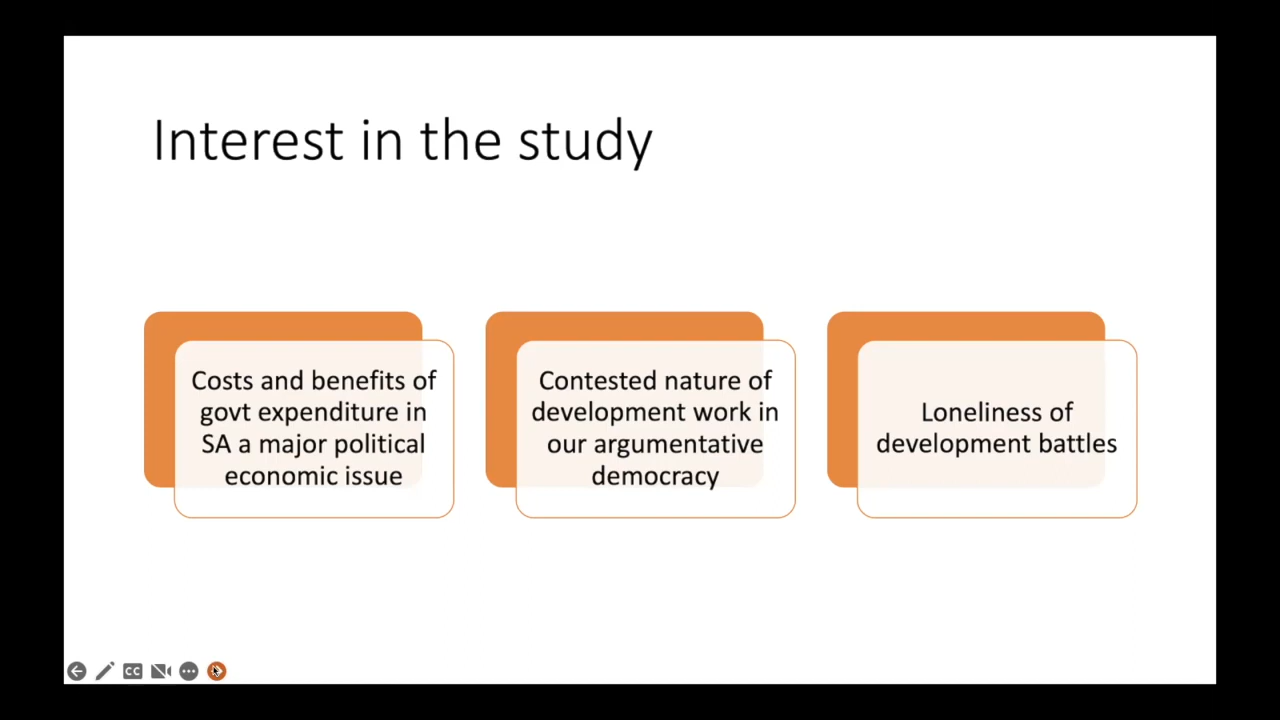 Interest in the study
Costs and benefits of
govt expenditure in
SA a major political
economic issue
Contested nature of
development work in
our argumentative
democracy
Loneliness of
development battles
CC